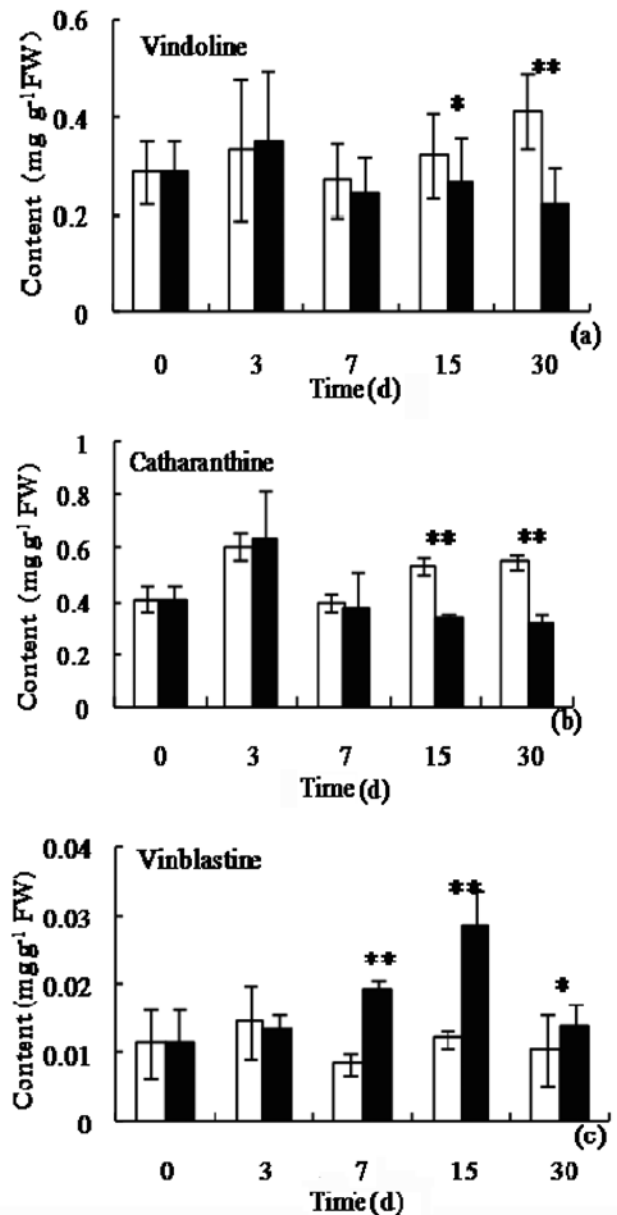 0.6
Vindoline
**
*
0.4
0.2
0
Content (mg g-1FW)
(a)
0 3 7 15 30
Time(d)
1
Catharanthine
0.8
** **
0.6
0.4
0.2
0
Content (mg g-1 FW)
(b)
0 3 7 15 30
Time(d)
0.04
Vinblastine
**
0.03
**
*
0.02
0.01
0
Content(mg g-1 FW)
(c)
0 3 7 15 30
Time(d)